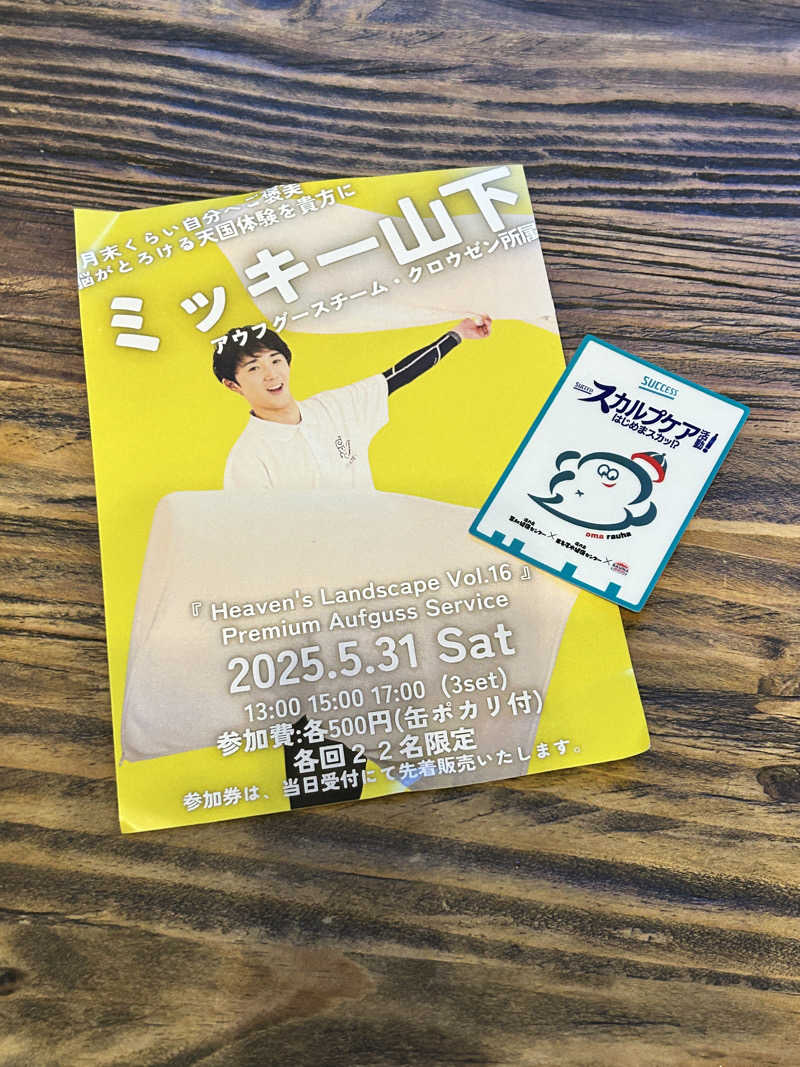 月末くらい自分へご褒美
脳がとろける天国体験を貴方に
ミッキー山下
アウフグースチーム・クロウゼン所属
『 Heaven's Landscape Vol.16 』
Premium Aufguss Service
2025.5.31 Sat
13:00 15:00 17:00 (3set)
参加費:各500円(缶ポカリ付)
各回22名限定
参加券は、当日受付にて先着販売いたします。
SUCCESS
スカルプケア活動!
はじめまスカッ!?
oma rauha